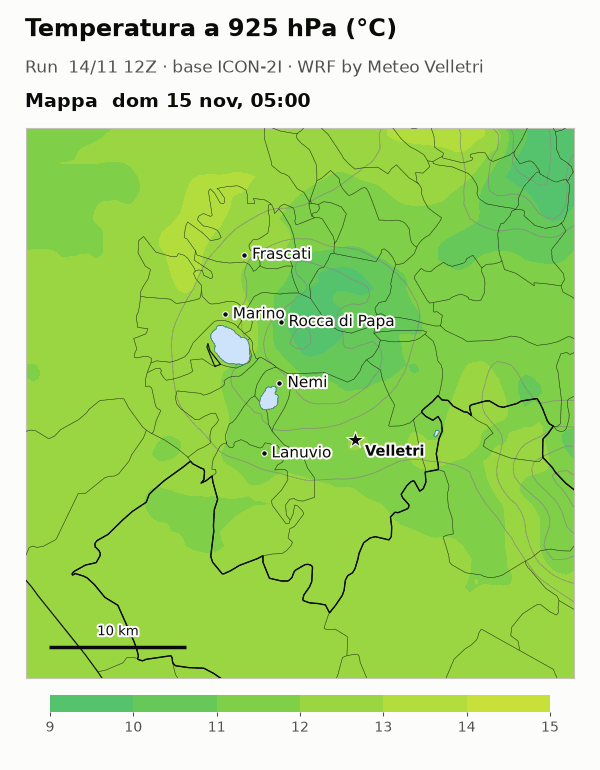 Temperatura a 925 hPa (°C)
Run  14/11 12Z · base ICON-2I · WRF by Meteo Velletri
Mappa  dom 15 nov, 05:00
Frascati
Marino
Rocca di Papa
Nemi
Velletri
Lanuvio
10 km
9 10 11 12 13 14 15